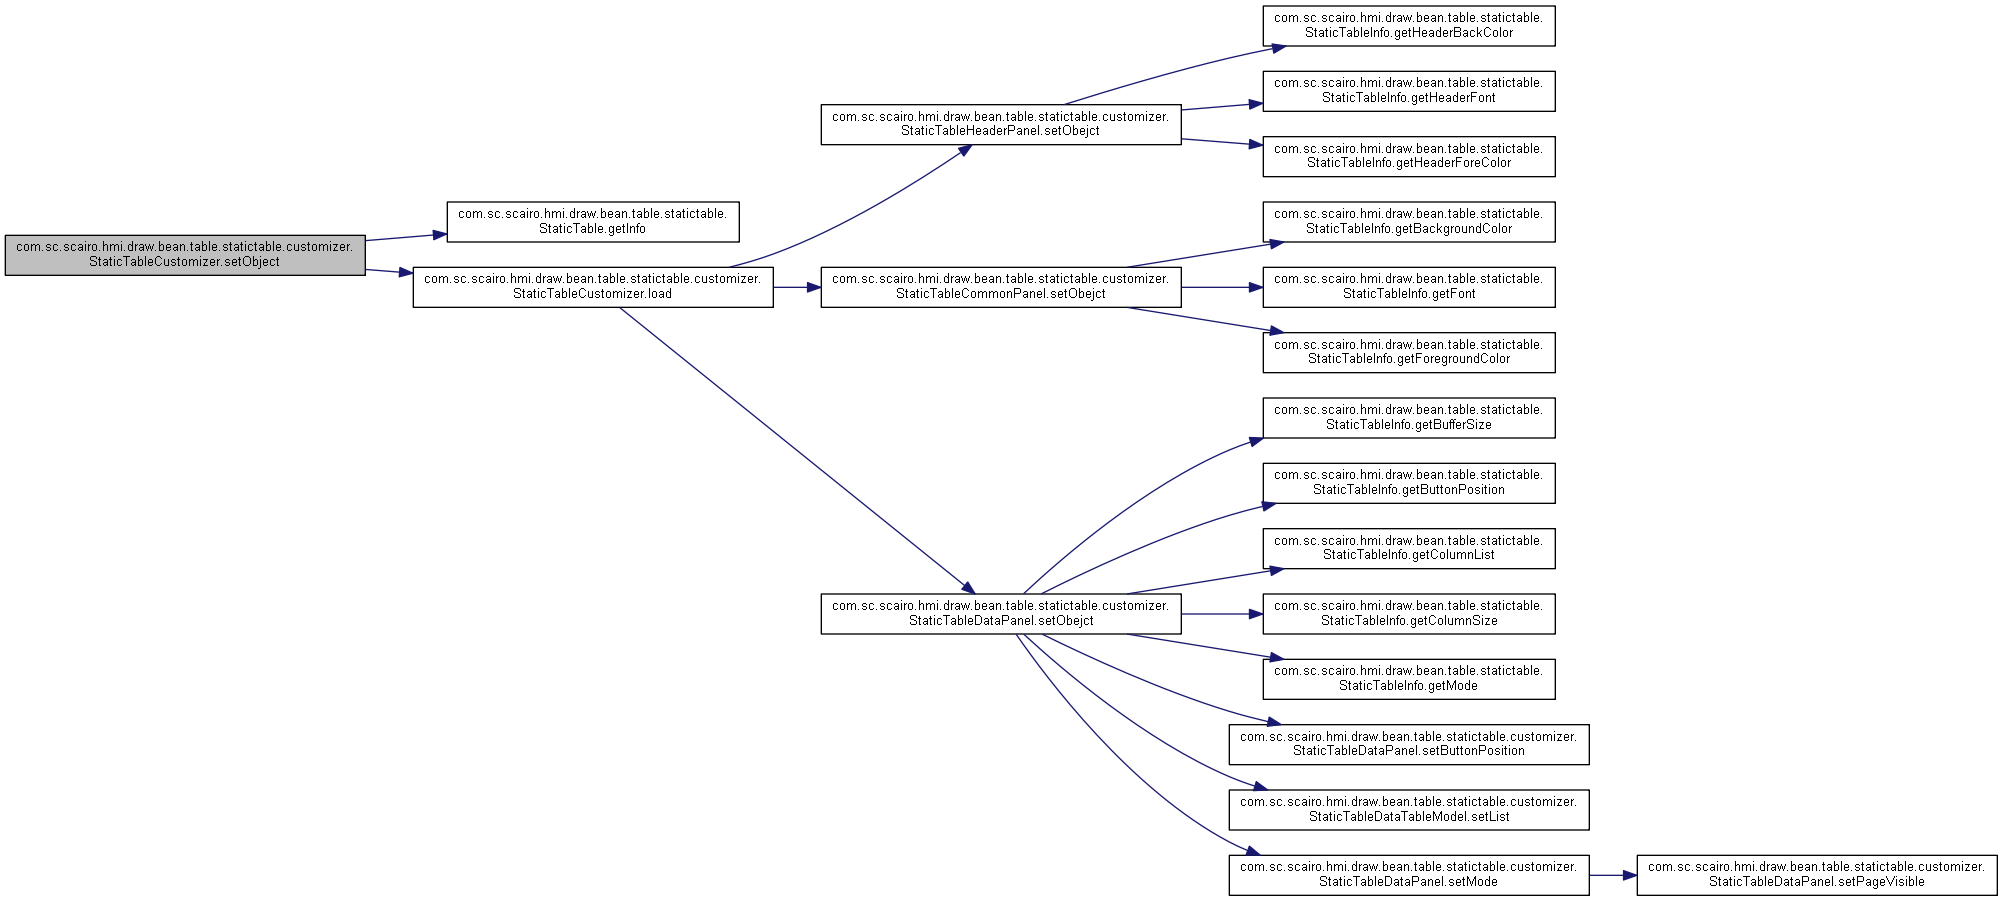 com.sc.scairo.hmi.draw.bean.table.statictable.customizer.
StaticTableCustomizer.setObject
com.sc.scairo.hmi.draw.bean.table.statictable.
StaticTable.getInfo
com.sc.scairo.hmi.draw.bean.table.statictable.customizer.
StaticTableCustomizer.load
com.sc.scairo.hmi.draw.bean.table.statictable.customizer.
StaticTableHeaderPanel.setObejct
com.sc.scairo.hmi.draw.bean.table.statictable.customizer.
StaticTableCommonPanel.setObejct
com.sc.scairo.hmi.draw.bean.table.statictable.customizer.
StaticTableDataPanel.setObejct
com.sc.scairo.hmi.draw.bean.table.statictable.
StaticTableInfo.getHeaderBackColor
com.sc.scairo.hmi.draw.bean.table.statictable.
StaticTableInfo.getHeaderFont
com.sc.scairo.hmi.draw.bean.table.statictable.
StaticTableInfo.getHeaderForeColor
com.sc.scairo.hmi.draw.bean.table.statictable.
StaticTableInfo.getBackgroundColor
com.sc.scairo.hmi.draw.bean.table.statictable.
StaticTableInfo.getFont
com.sc.scairo.hmi.draw.bean.table.statictable.
StaticTableInfo.getForegroundColor
com.sc.scairo.hmi.draw.bean.table.statictable.
StaticTableInfo.getBufferSize
com.sc.scairo.hmi.draw.bean.table.statictable.
StaticTableInfo.getButtonPosition
com.sc.scairo.hmi.draw.bean.table.statictable.
StaticTableInfo.getColumnList
com.sc.scairo.hmi.draw.bean.table.statictable.
StaticTableInfo.getColumnSize
com.sc.scairo.hmi.draw.bean.table.statictable.
StaticTableInfo.getMode
com.sc.scairo.hmi.draw.bean.table.statictable.customizer.
StaticTableDataPanel.setButtonPosition
com.sc.scairo.hmi.draw.bean.table.statictable.customizer.
StaticTableDataTableModel.setList
com.sc.scairo.hmi.draw.bean.table.statictable.customizer.
StaticTableDataPanel.setMode
com.sc.scairo.hmi.draw.bean.table.statictable.customizer.
StaticTableDataPanel.setPageVisible